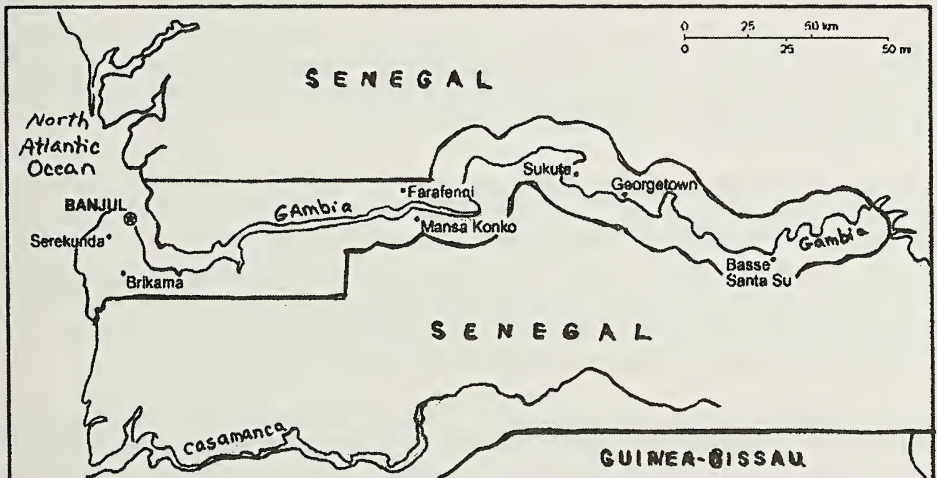 0 25 50 km
0 25 50 mi
SENEGAL
North
Atlantic
Ocean
BANJUL
Serekunda
Brikama
GAmbia
Farafenni
Mansa Konko
Sukuta
Georgetown
Gambia
Basse
Santa Su
SENEGAL
Casamanca
GUINEA-BISSAU